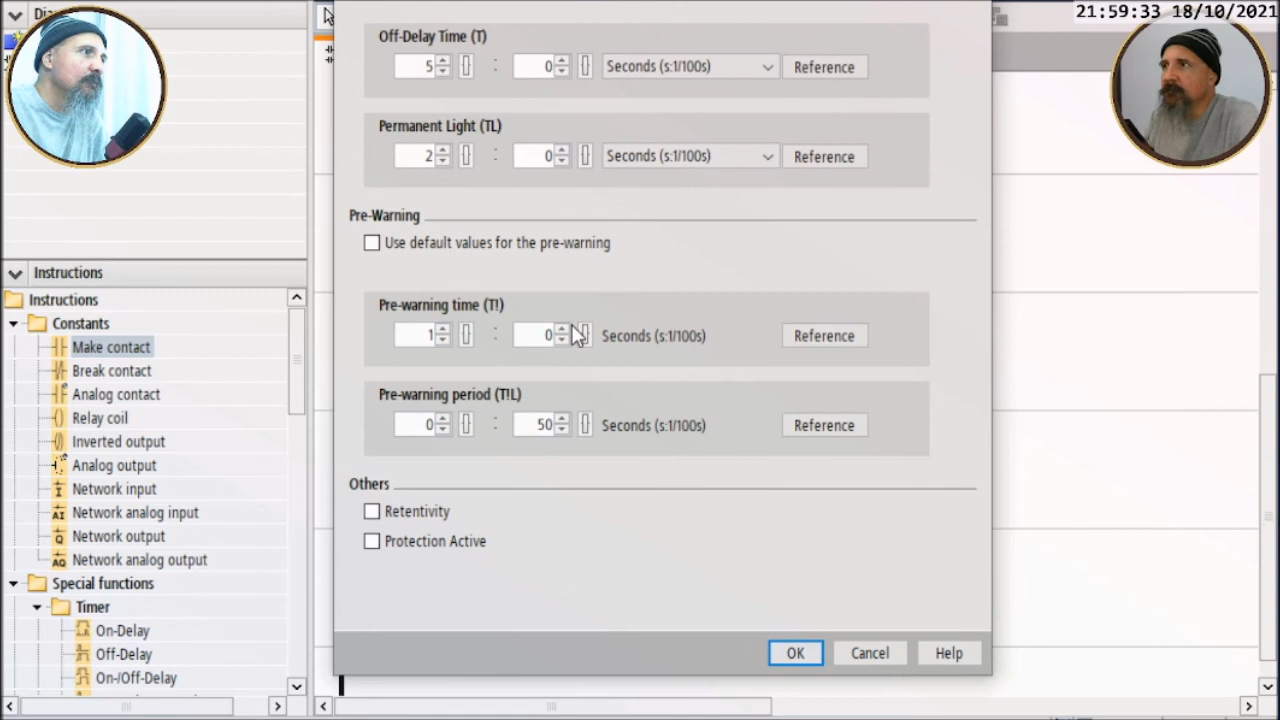 Dia
21:59:33 18/10/2021
Off-Delay Time (T)
5 : 0 Seconds (s:1/100s) Reference
Permanent Light (TL)
2 : 0 Seconds (s:1/100s) Reference
Pre-Warning
Use default values for the pre-warning
Pre-warning time (T!)
1 : 0 Seconds (s:1/100s) Reference
Pre-warning period (T!L)
0 : 50 Seconds (s:1/100s) Reference
Others
Retentivity
Protection Active
OK Cancel Help
Instructions
Instructions
Constants
Make contact
Break contact
Analog contact
Relay coil
Inverted output
Analog output
I Network input
AI Network analog input
Q Network output
AQ Network analog output
Special functions
Timer
On-Delay
Off-Delay
On-/Off-Delay